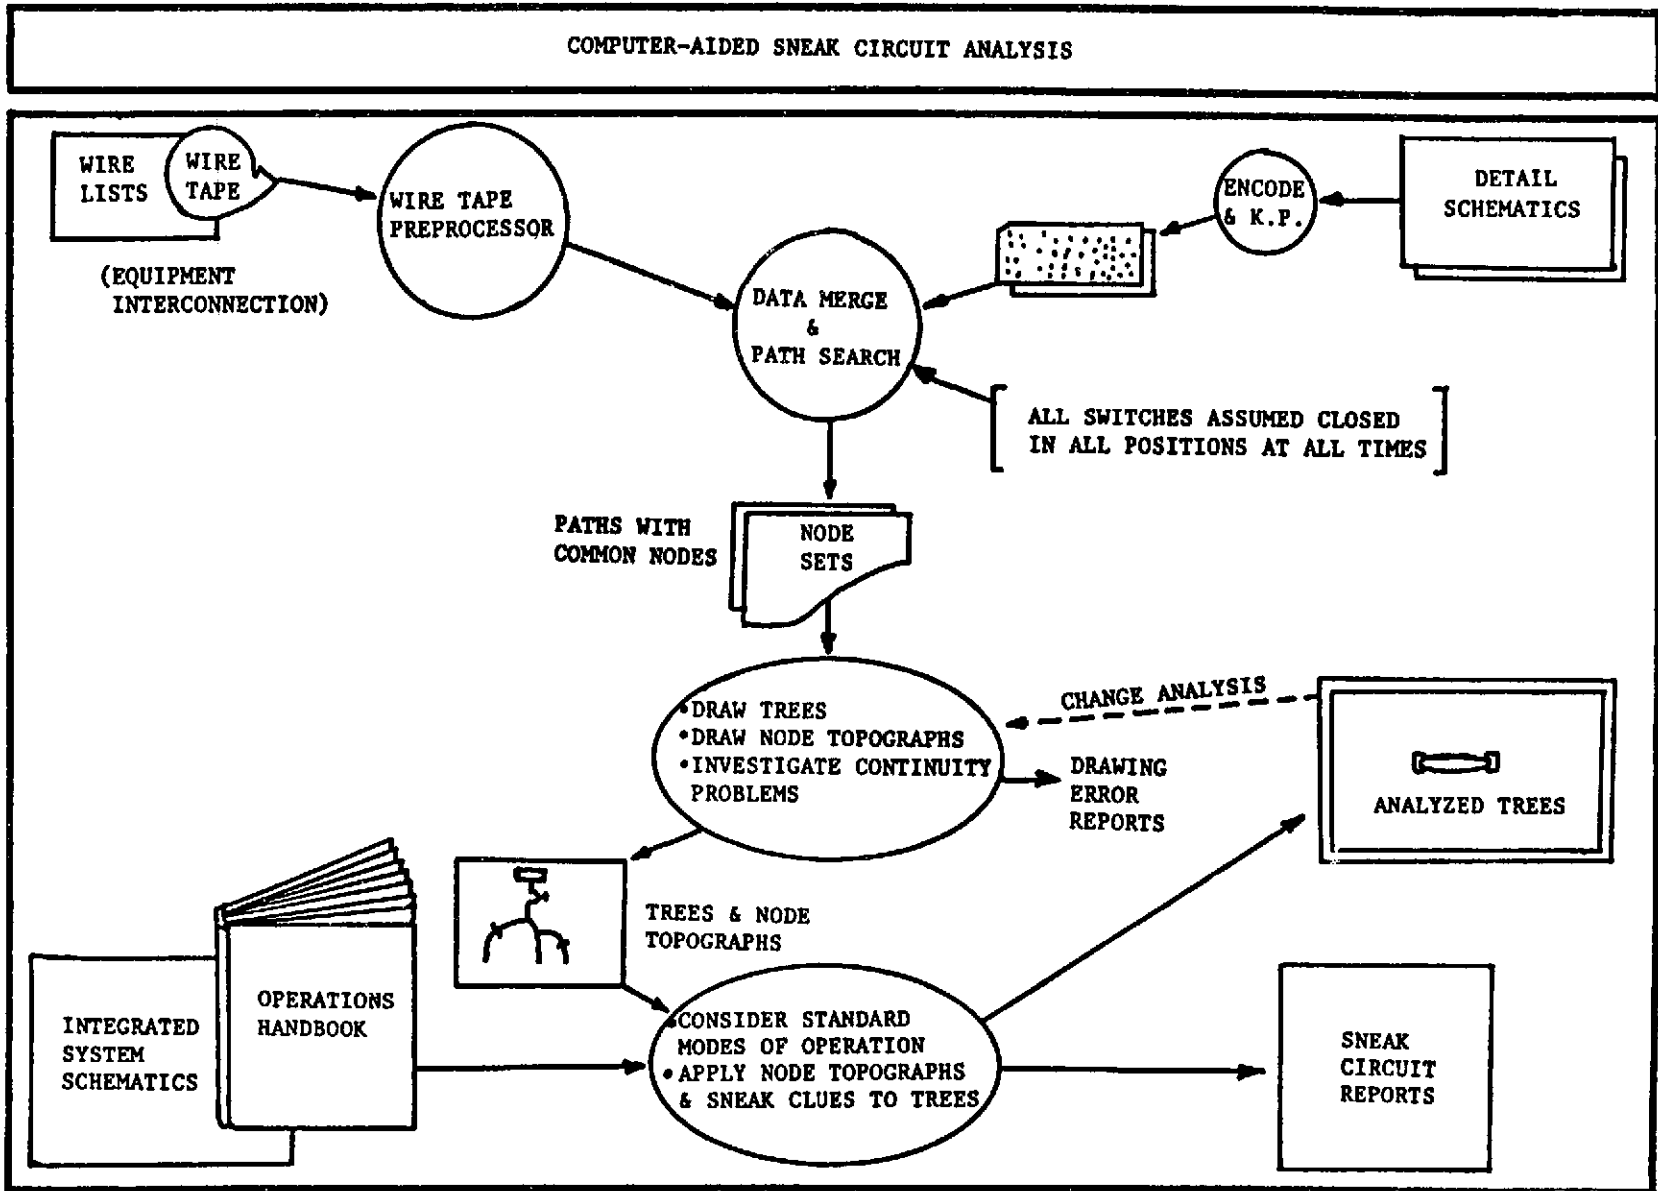 COMPUTER-AIDED SNEAK CIRCUIT ANALYSIS
WIRE
LISTS
WIRE
TAPE
(EQUIPMENT
INTERCONNECTION)
WIRE TAPE
PREPROCESSOR
DATA MERGE
&
PATH SEARCH
ENCODE
& K.P.
DETAIL
SCHEMATICS
ALL SWITCHES ASSUMED CLOSED
IN ALL POSITIONS AT ALL TIMES
PATHS WITH
COMMON NODES
NODE
SETS
•DRAW TREES
•DRAW NODE TOPOGRAPHS
•INVESTIGATE CONTINUITY
PROBLEMS
CHANGE ANALYSIS
DRAWING
ERROR
REPORTS
ANALYZED TREES
TREES & NODE
TOPOGRAPHS
INTEGRATED
SYSTEM
SCHEMATICS
OPERATIONS
HANDBOOK
•CONSIDER STANDARD
MODES OF OPERATION
•APPLY NODE TOPOGRAPHS
& SNEAK CLUES TO TREES
SNEAK
CIRCUIT
REPORTS